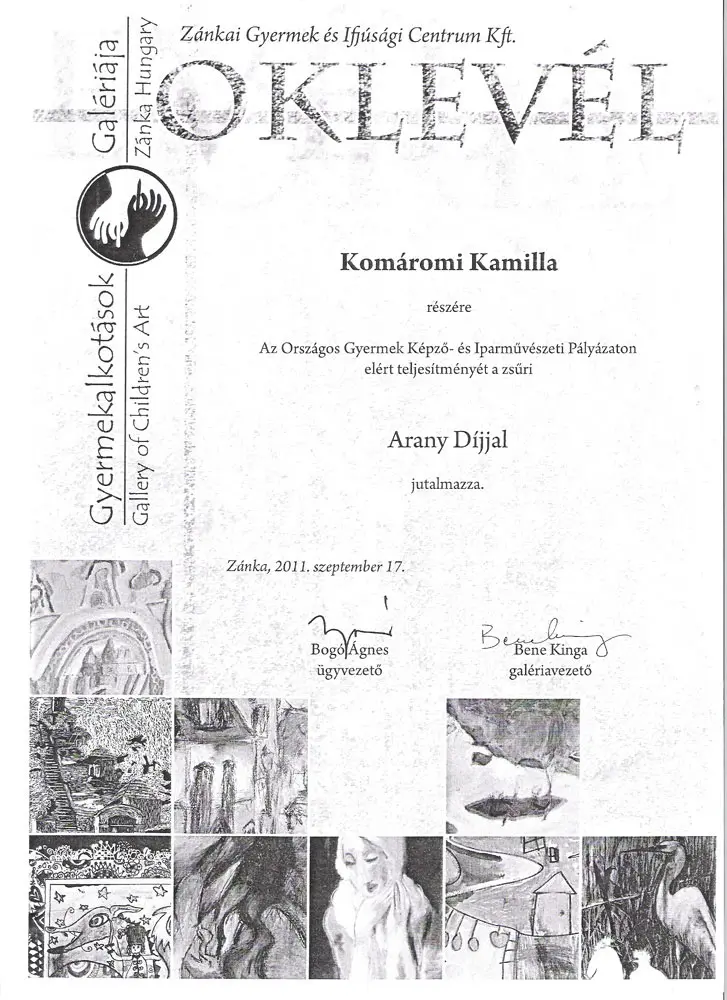 Zánkai Gyermek és Ifjúsági Centrum Kft.
OKLEVÉL
Gyermekalkotások Galériája
Gallery of Children's Art Zánka Hungary
Komáromi Kamilla
részére
Az Országos Gyermek Képző- és Iparművészeti Pályázaton
elért teljesítményét a zsűri
Arany Díjjal
jutalmazza.
Zánka, 2011. szeptember 17.
Bogó Ágnes
ügyvezető
Bene Kinga
galériavezető